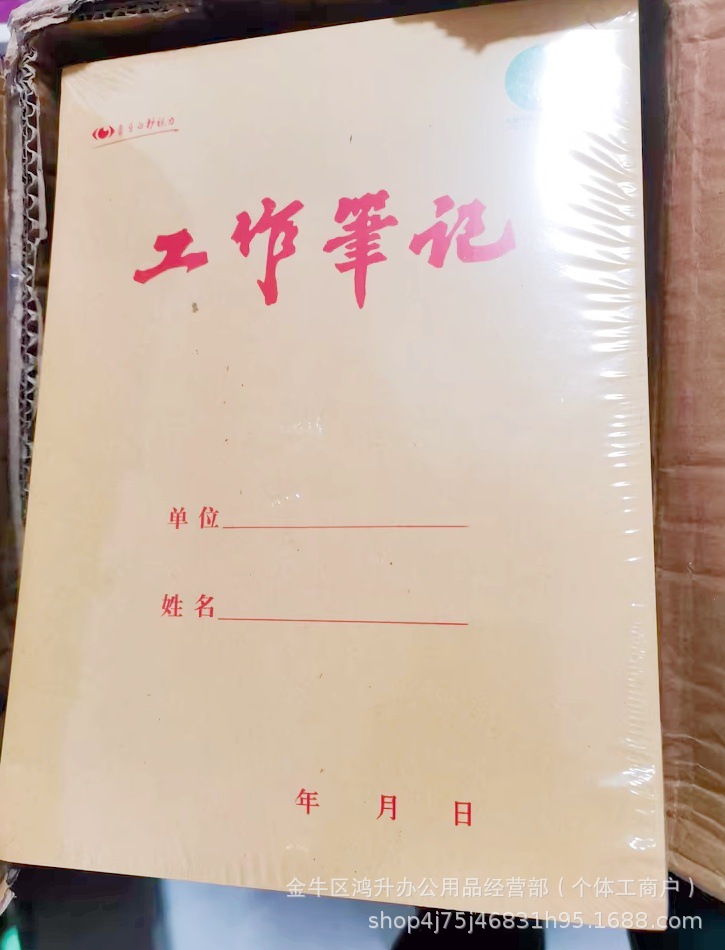 工作筆记
单位
姓名
年 月 日
金牛区鸿升办公用品经营部（个体工商户）
shop4j75j46831h95.1688.com